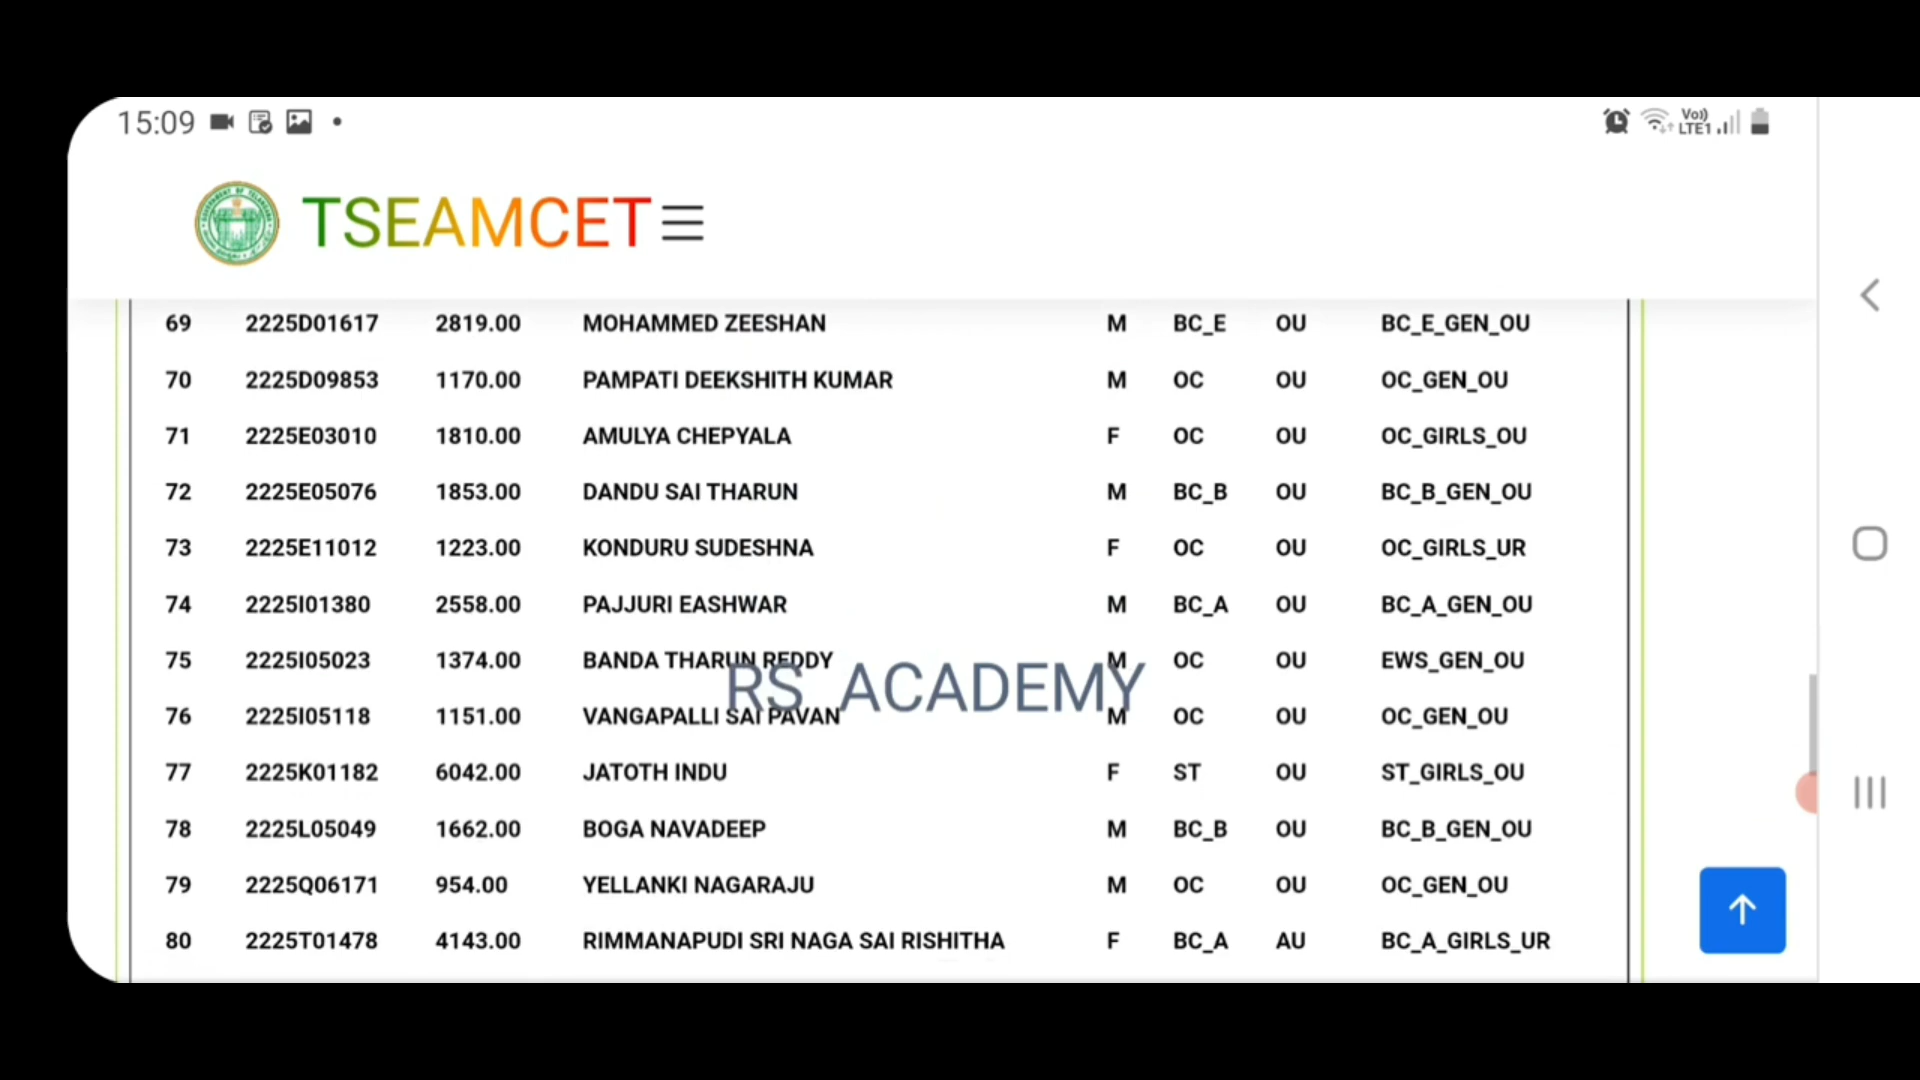 15:09
Vo)) LTE1
TSEAMCET
69 2225D01617 2819.00 MOHAMMED ZEESHAN M BC_E OU BC_E_GEN_OU
70 2225D09853 1170.00 PAMPATI DEEKSHITH KUMAR M OC OU OC_GEN_OU
71 2225E03010 1810.00 AMULYA CHEPYALA F OC OU OC_GIRLS_OU
72 2225E05076 1853.00 DANDU SAI THARUN M BC_B OU BC_B_GEN_OU
73 2225E11012 1223.00 KONDURU SUDESHNA F OC OU OC_GIRLS_UR
74 2225I01380 2558.00 PAJJURI EASHWAR M BC_A OU BC_A_GEN_OU
75 2225I05023 1374.00 BANDA THARUN REDDY M OC OU EWS_GEN_OU
RS ACADEMY
76 2225I05118 1151.00 VANGAPALLI SAI PAVAN M OC OU OC_GEN_OU
77 2225K01182 6042.00 JATOTH INDU F ST OU ST_GIRLS_OU
78 2225L05049 1662.00 BOGA NAVADEEP M BC_B OU BC_B_GEN_OU
79 2225Q06171 954.00 YELLANKI NAGARAJU M OC OU OC_GEN_OU
80 2225T01478 4143.00 RIMMANAPUDI SRI NAGA SAI RISHITHA F BC_A AU BC_A_GIRLS_UR